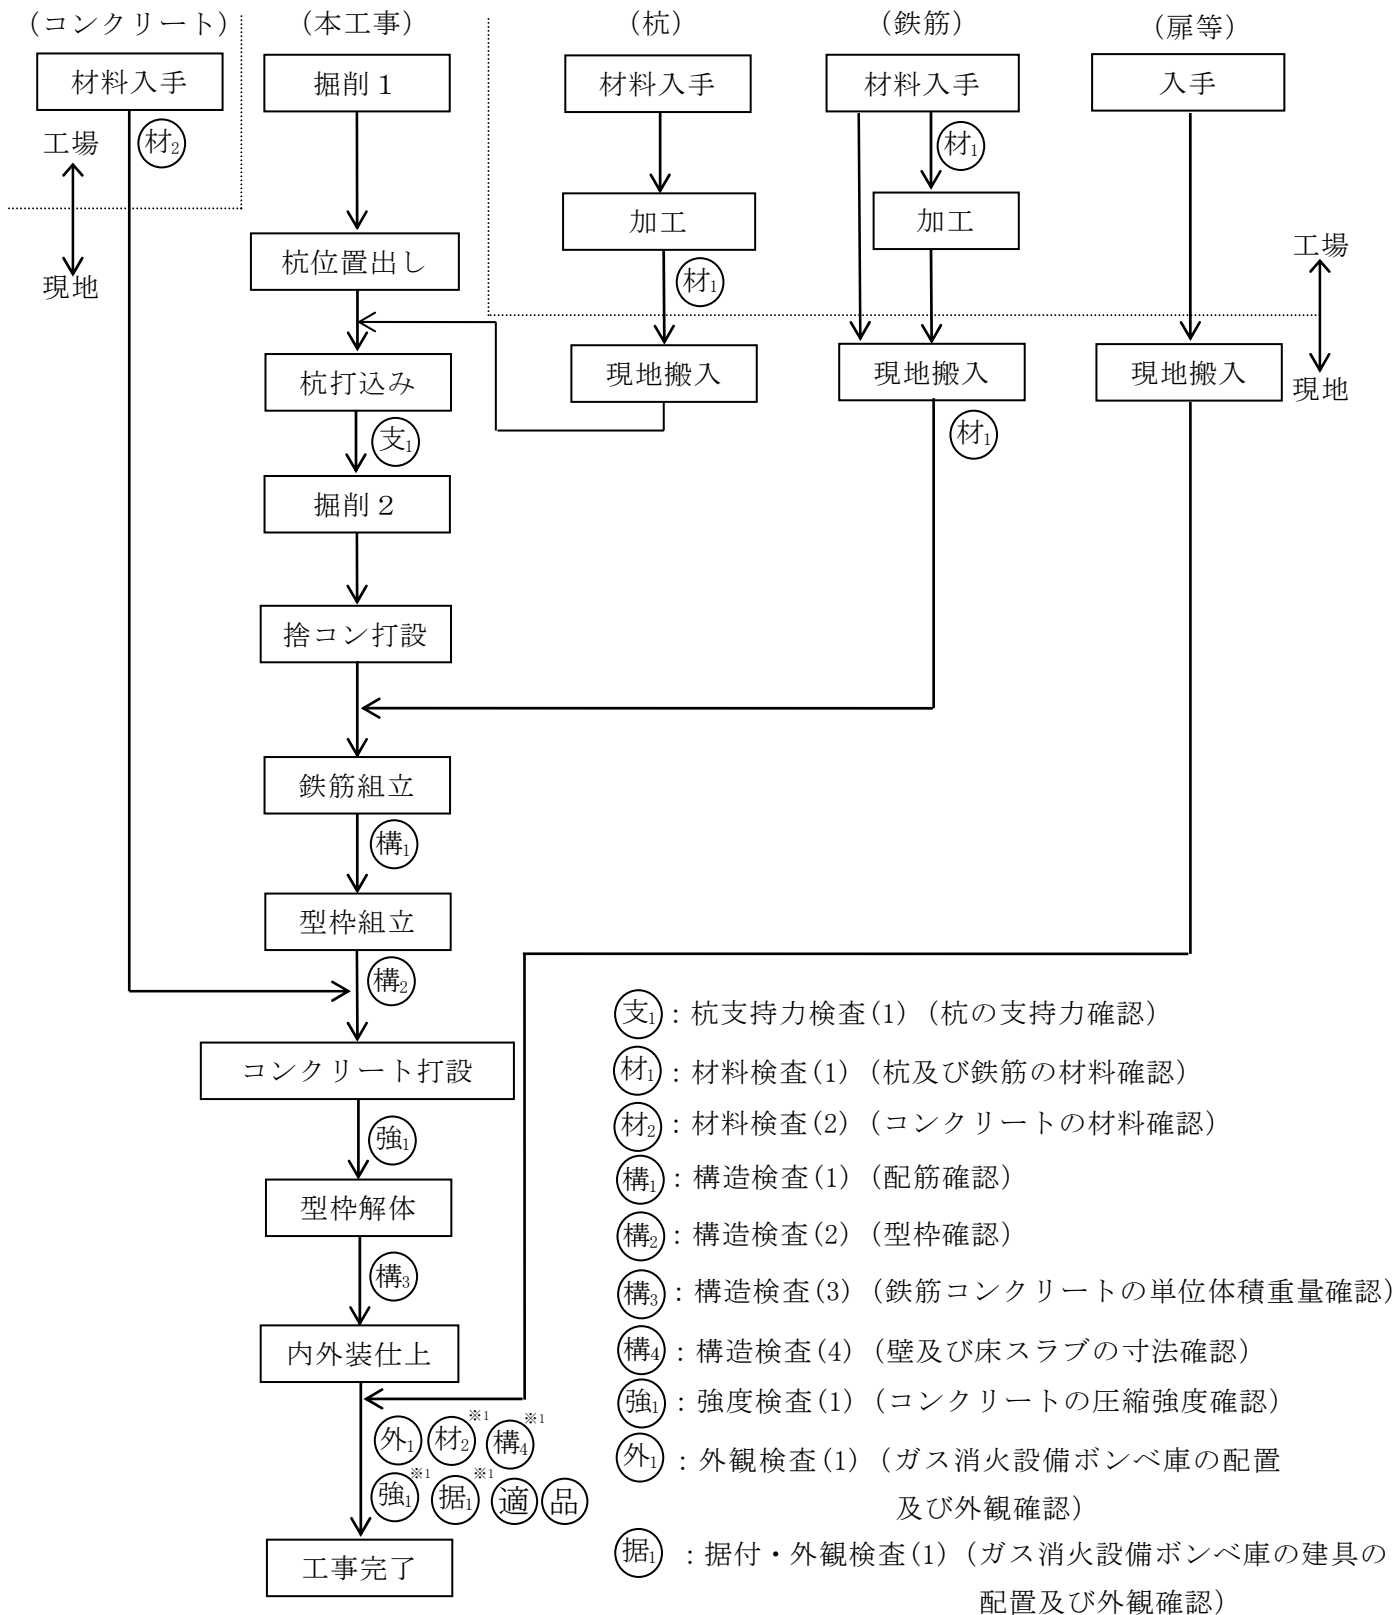 (コンクリート)
(本工事)
(杭)
(鉄筋)
(扉等)
材料入手
掘削1
材料入手
材料入手
入手
工場
材2
材1
現地
杭位置出し
加工
加工
材1
工場
現地
杭打込み
現地搬入
現地搬入
現地搬入
支1
材1
掘削2
捨コン打設
鉄筋組立
構1
型枠組立
構2
コンクリート打設
強1
型枠解体
構3
内外装仕上
外1 材2※1 構4※1
強1※1 据1※1 適 品
工事完了
支1:杭支持力検査(1)(杭の支持力確認)
材1:材料検査(1)(杭及び鉄筋の材料確認)
材2:材料検査(2)(コンクリートの材料確認)
構1:構造検査(1)(配筋確認)
構2:構造検査(2)(型枠確認)
構3:構造検査(3)(鉄筋コンクリートの単位体積重量確認)
構4:構造検査(4)(壁及び床スラブの寸法確認)
強1:強度検査(1)(コンクリートの圧縮強度確認)
外1:外観検査(1)(ガス消火設備ボンベ庫の配置
及び外観確認)
据1:据付・外観検査(1)(ガス消火設備ボンベ庫の建具の
配置及び外観確認)